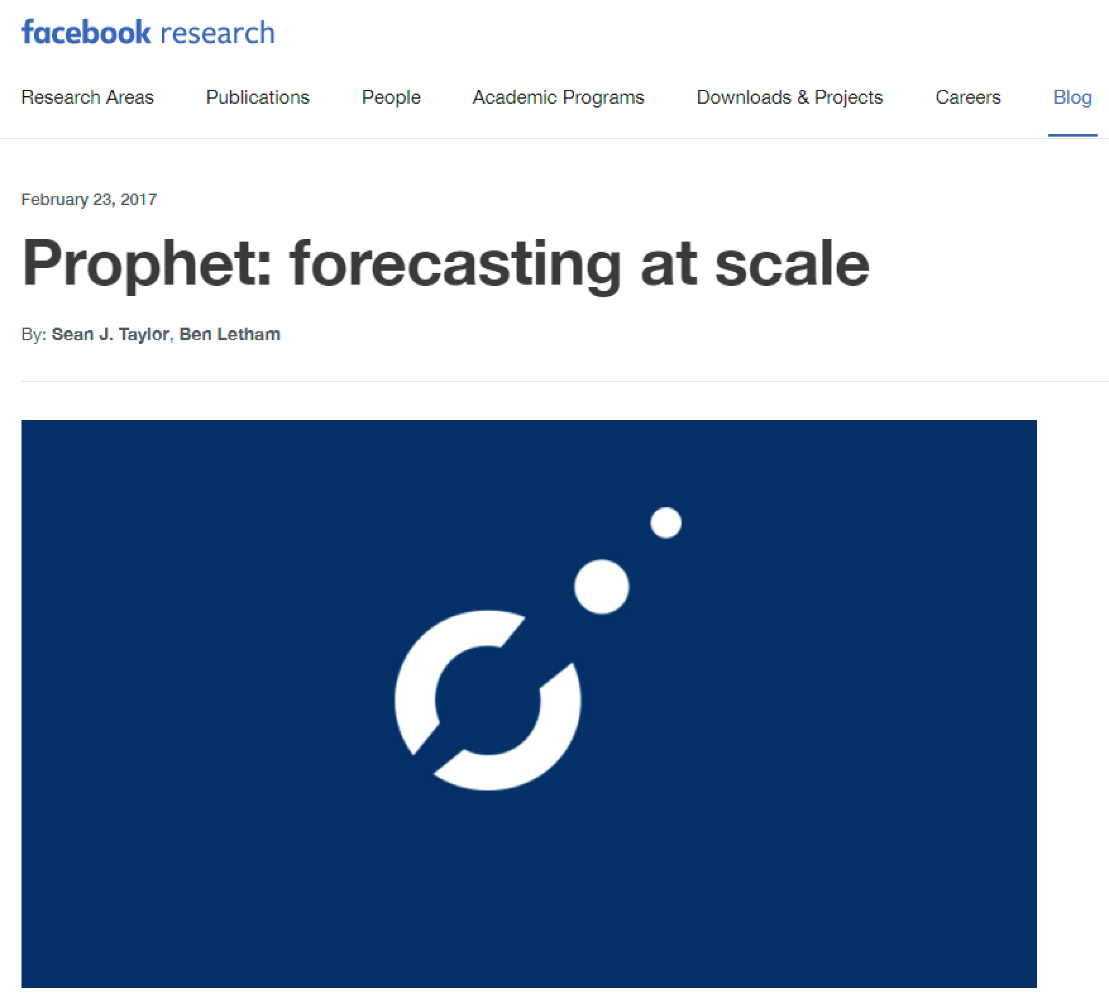 facebook research
Research Areas Publications People Academic Programs Downloads & Projects Careers Blog
February 23, 2017
Prophet: forecasting at scale
By: Sean J. Taylor, Ben Letham